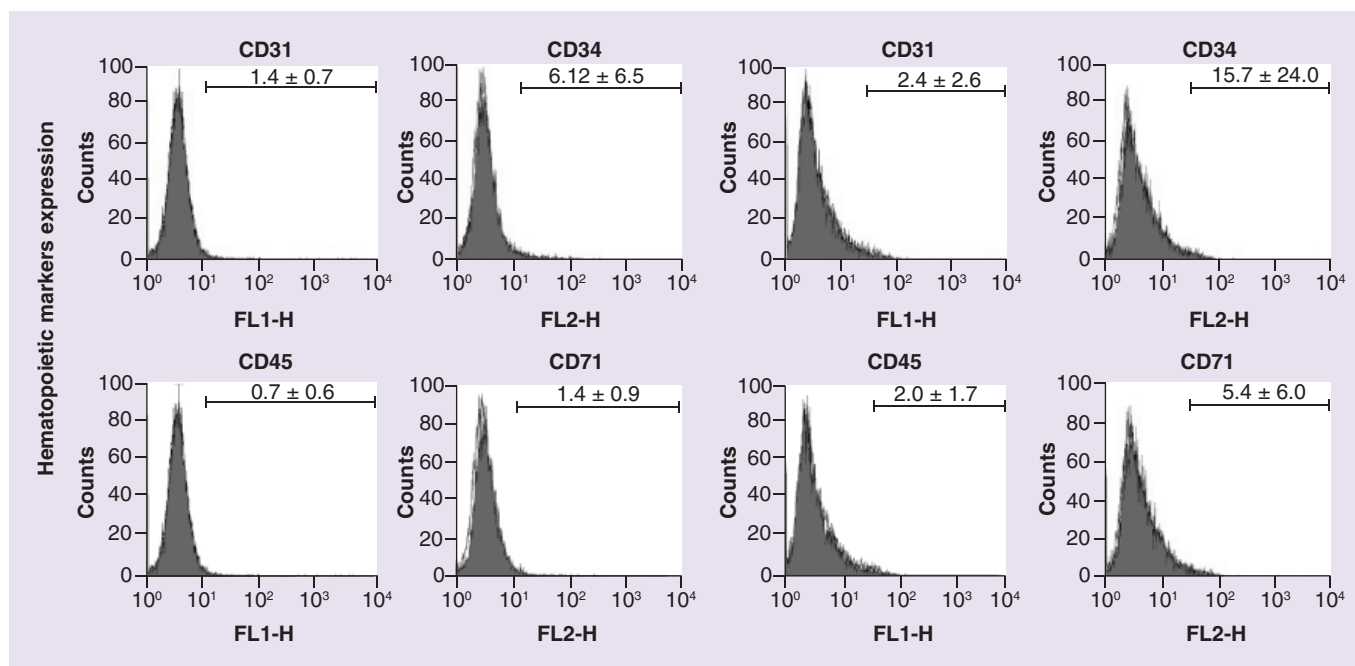 Hematopoietic markers expression
CD31
1.4 ± 0.7
Counts
100
80
60
40
20
0
10⁰ 10¹ 10² 10³ 10⁴
FL1-H
CD34
6.12 ± 6.5
Counts
100
80
60
40
20
0
10⁰ 10¹ 10² 10³ 10⁴
FL2-H
CD31
2.4 ± 2.6
Counts
100
80
60
40
20
0
10⁰ 10¹ 10² 10³ 10⁴
FL1-H
CD34
15.7 ± 24.0
Counts
100
80
60
40
20
0
10⁰ 10¹ 10² 10³ 10⁴
FL2-H
CD45
0.7 ± 0.6
Counts
100
80
60
40
20
0
10⁰ 10¹ 10² 10³ 10⁴
FL1-H
CD71
1.4 ± 0.9
Counts
100
80
60
40
20
0
10⁰ 10¹ 10² 10³ 10⁴
FL2-H
CD45
2.0 ± 1.7
Counts
100
80
60
40
20
0
10⁰ 10¹ 10² 10³ 10⁴
FL1-H
CD71
5.4 ± 6.0
Counts
100
80
60
40
20
0
10⁰ 10¹ 10² 10³ 10⁴
FL2-H